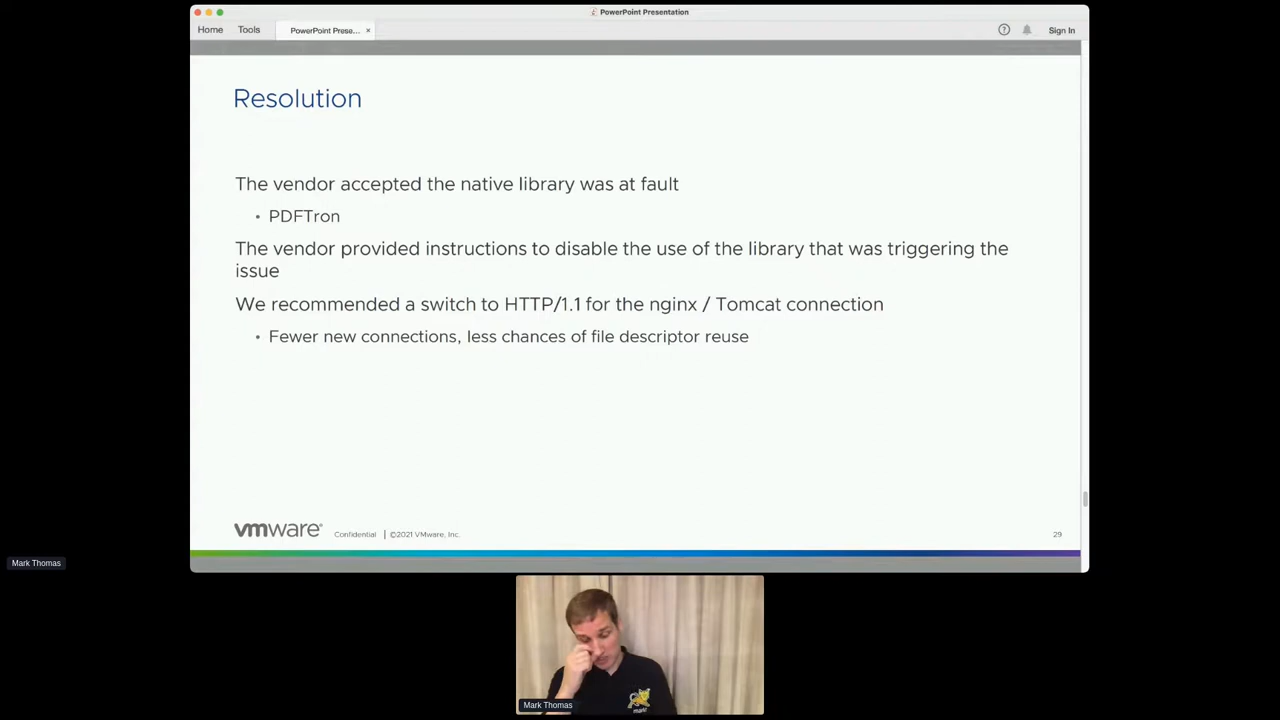 PowerPoint Presentation
Home Tools PowerPoint Prese... × ? Sign In
Resolution
The vendor accepted the native library was at fault
• PDFTron
The vendor provided instructions to disable the use of the library that was triggering the
issue
We recommended a switch to HTTP/1.1 for the nginx / Tomcat connection
• Fewer new connections, less chances of file descriptor reuse
vmware® Confidential | ©2021 VMware, Inc. 29
Mark Thomas
Mark Thomas
markt